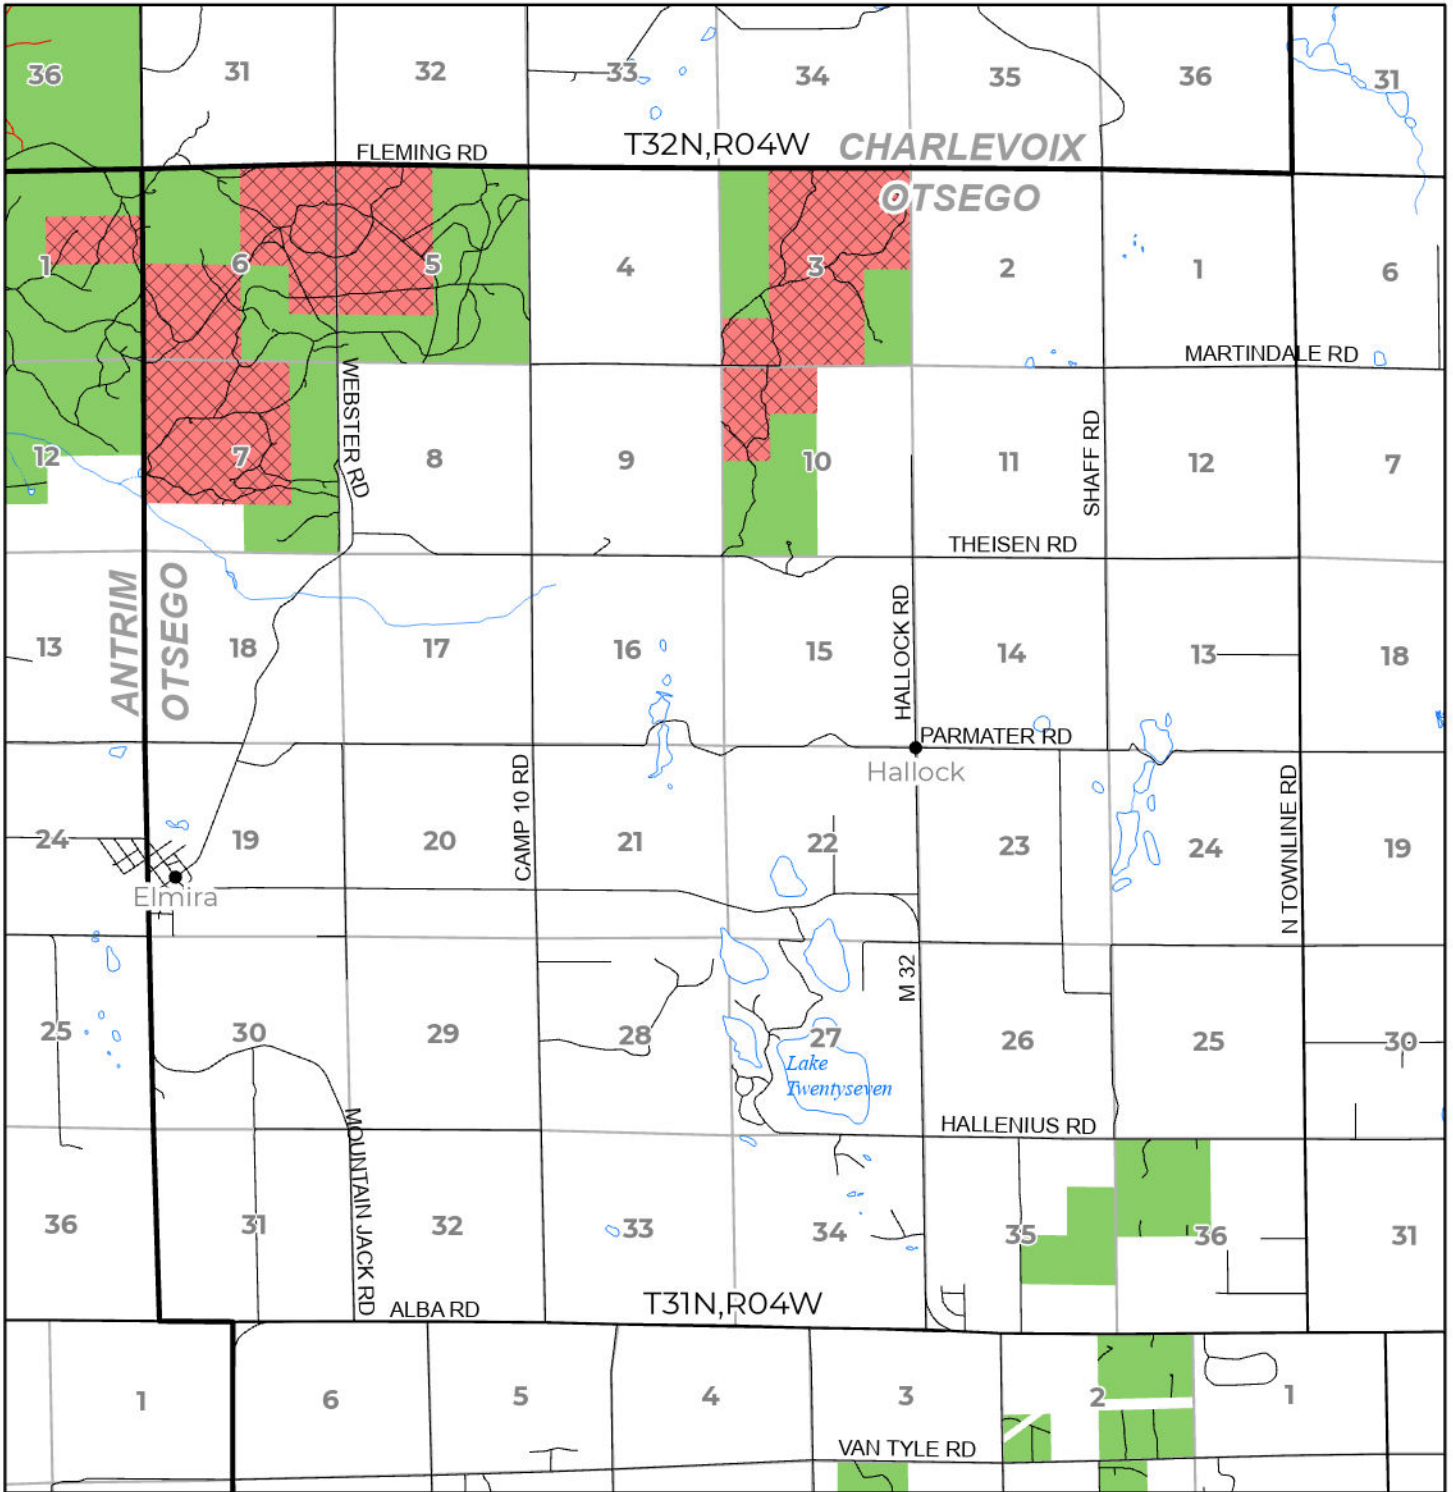 36
31
32
33
34
35
36
31
T32N,R04W
CHARLEVOIX
FLEMING RD
OTSEGO
1
6
5
4
3
2
1
6
MARTINDALE RD
WEBSTER RD
SHAFF RD
12
7
8
9
10
11
12
7
THEISEN RD
ANTRIM
OTSEGO
HALLOCK RD
13
18
17
16
15
14
13
18
PARMATER RD
Hallock
CAMP 10 RD
N TOWNLINE RD
24
19
20
21
22
23
24
19
Elmira
M 32
25
30
29
28
27
26
25
30
Lake
Twentyseven
HALLENIUS RD
MOUNTAIN JACK RD
36
31
32
33
34
35
36
31
T31N,R04W
ALBA RD
1
6
5
4
3
2
1
VAN TYLE RD